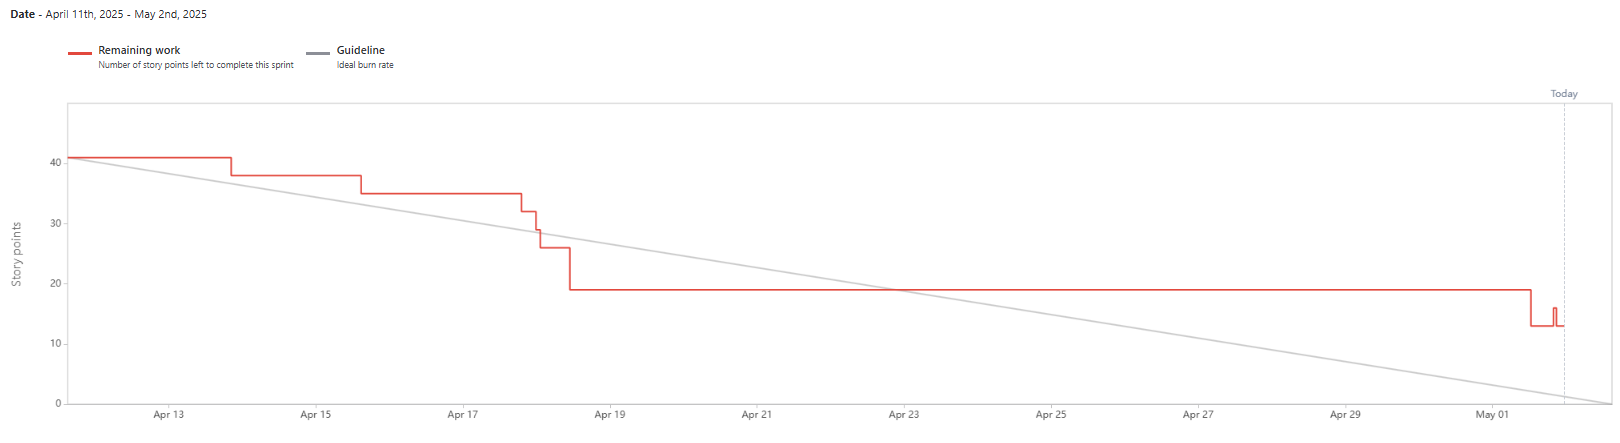 Date - April 11th, 2025 - May 2nd, 2025
Remaining work
Number of story points left to complete this sprint
Guideline
Ideal burn rate
Today
Story points
40
30
20
10
0
Apr 13 Apr 15 Apr 17 Apr 19 Apr 21 Apr 23 Apr 25 Apr 27 Apr 29 May 01